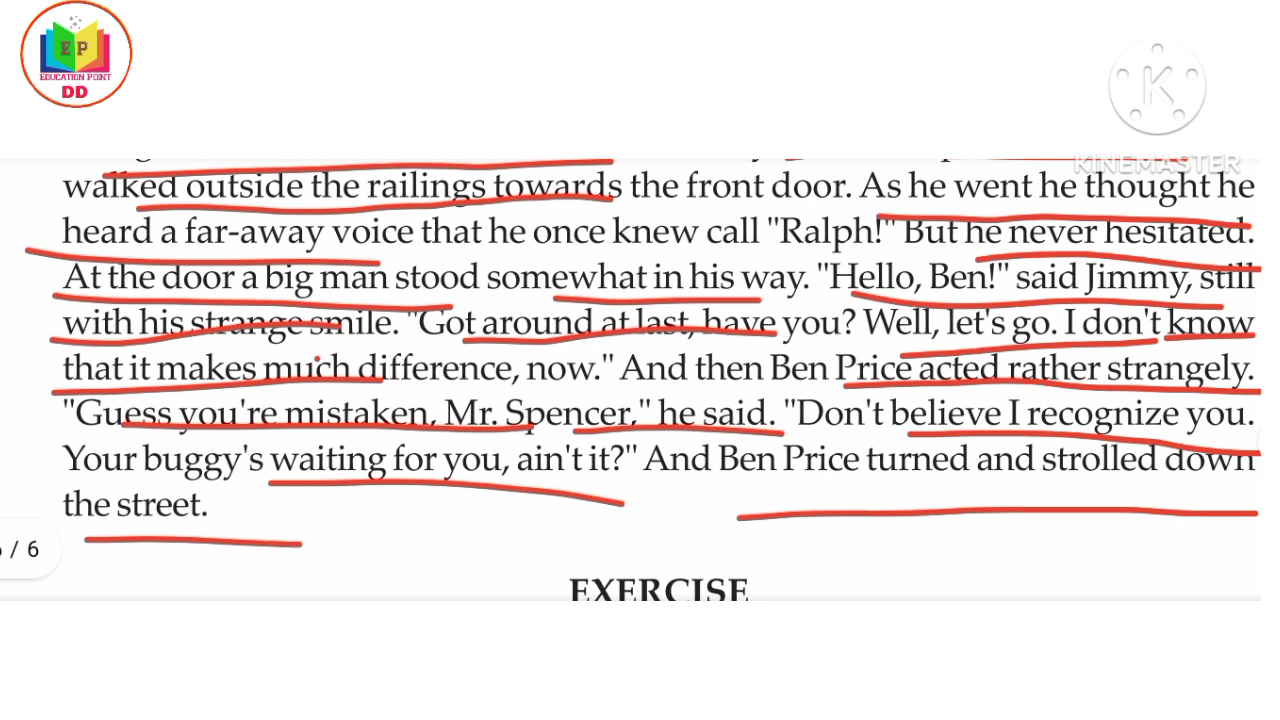 E P
EDUCATION POINT
DD
K
KINEMASTER
walked outside the railings towards the front door. As he went he thought he
heard a far-away voice that he once knew call "Ralph!" But he never hesitated.
At the door a big man stood somewhat in his way. "Hello, Ben!" said Jimmy, still
with his strange smile. "Got around at last, have you? Well, let's go. I don't know
that it makes much difference, now." And then Ben Price acted rather strangely.
"Guess you're mistaken, Mr. Spencer," he said. "Don't believe I recognize you.
Your buggy's waiting for you, ain't it?" And Ben Price turned and strolled down
the street.
/ 6
EXERCISE